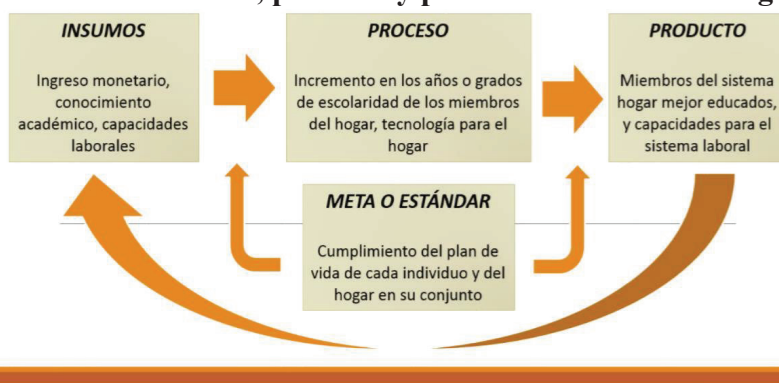 , p
y p
INSUMOS
Ingreso monetario,
conocimiento
académico, capacidades
laborales
PROCESO
Incremento en los años o grados
de escolaridad de los miembros
del hogar, tecnología para el
hogar
PRODUCTO
Miembros del sistema
hogar mejor educados,
y capacidades para el
sistema laboral
META O ESTÁNDAR
Cumplimiento del plan de
vida de cada individuo y del
hogar en su conjunto